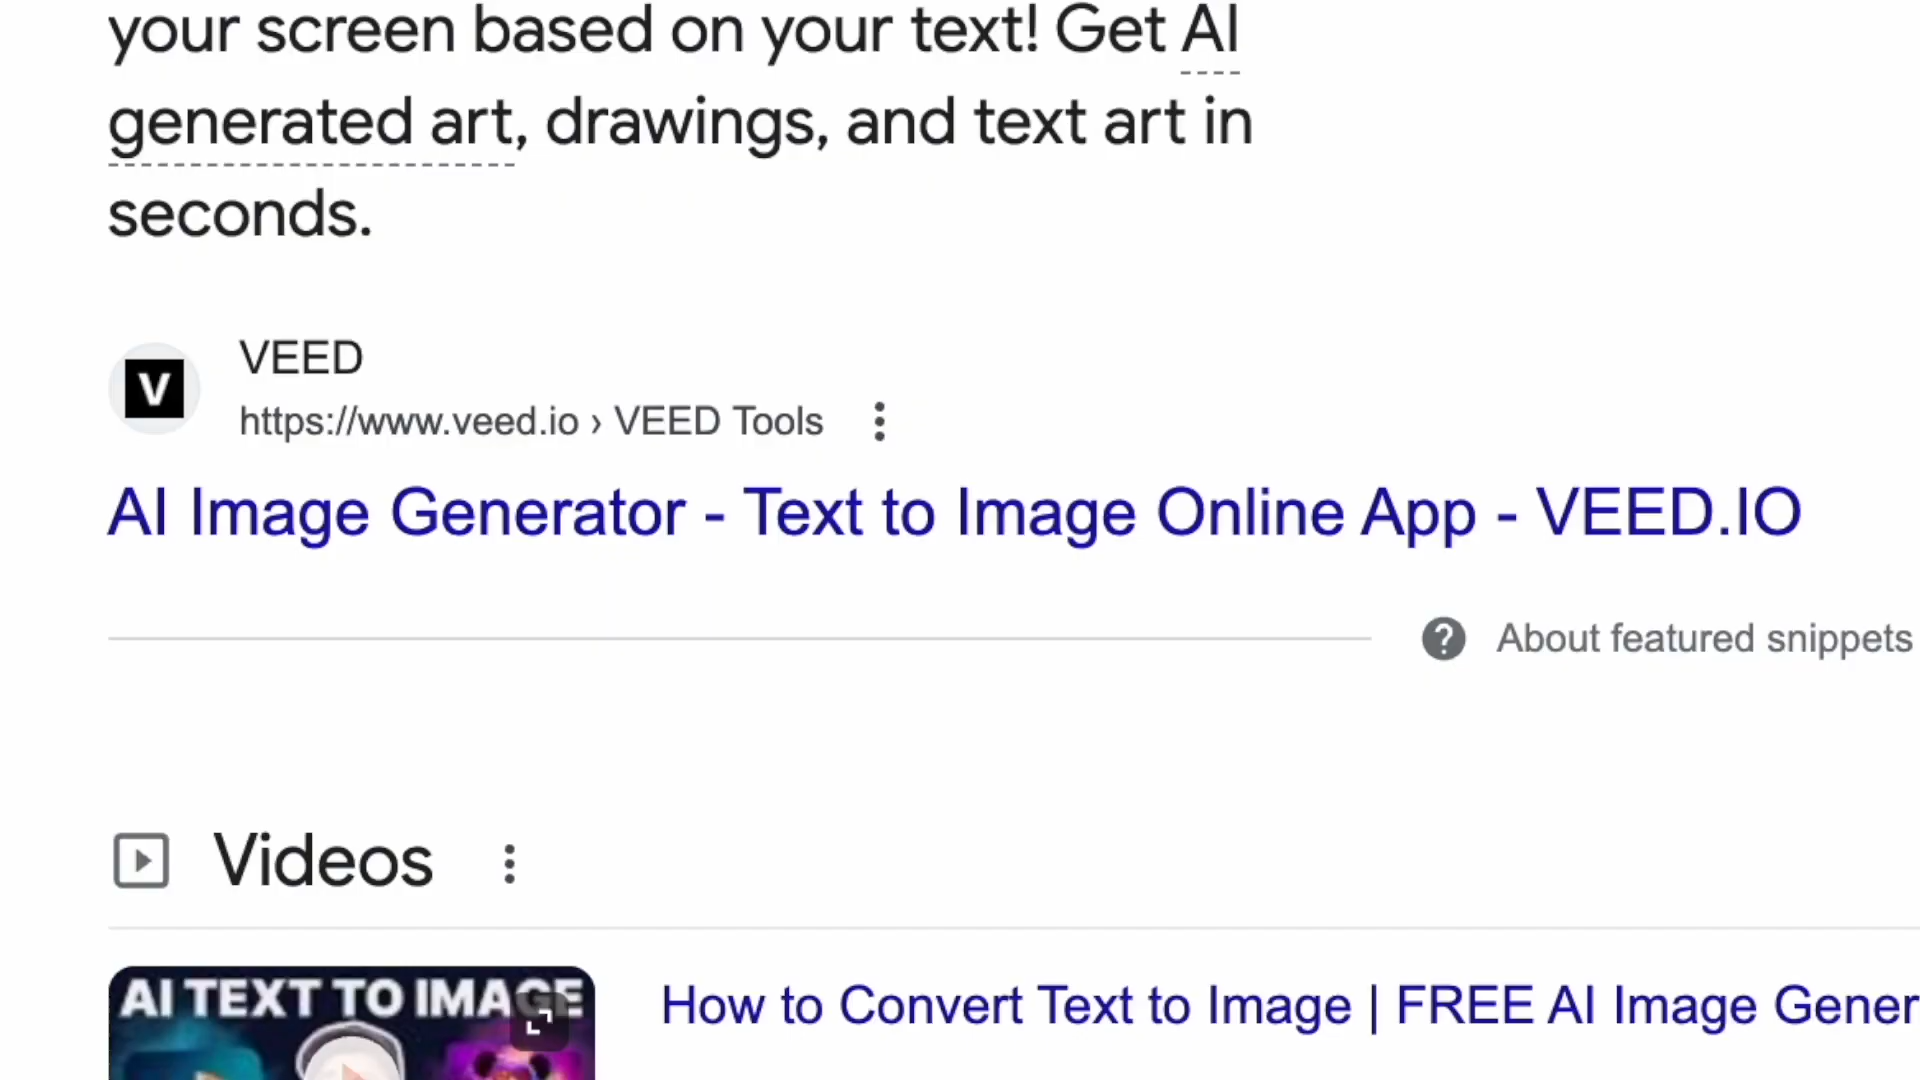 your screen based on your text! Get AI
generated art, drawings, and text art in
seconds.
V
VEED
https://www.veed.io › VEED Tools
AI Image Generator - Text to Image Online App - VEED.IO
About featured snippets
Videos
AI TEXT TO IMAGE
How to Convert Text to Image | FREE AI Image Gener